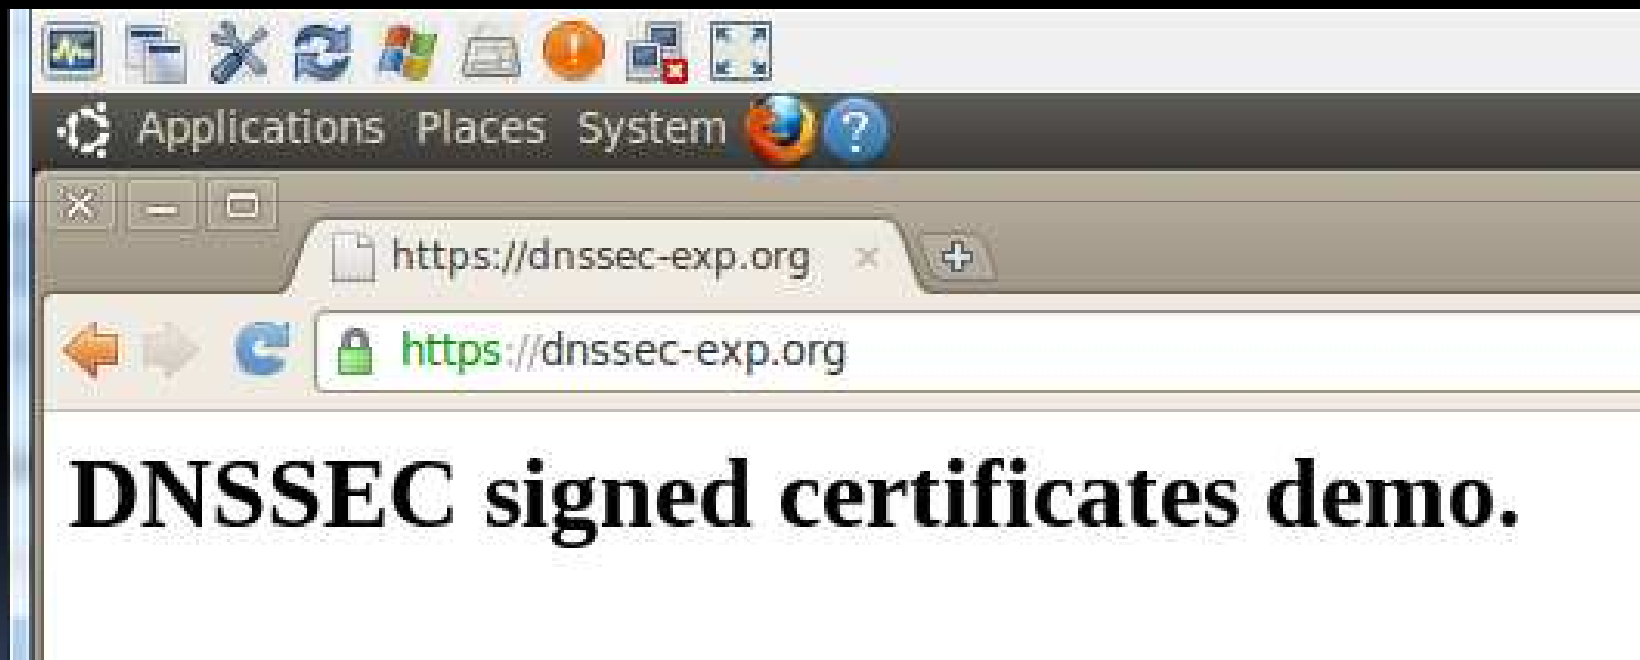 Applications Places System
https://dnssec-exp.org
https://dnssec-exp.org
DNSSEC signed certificates demo.